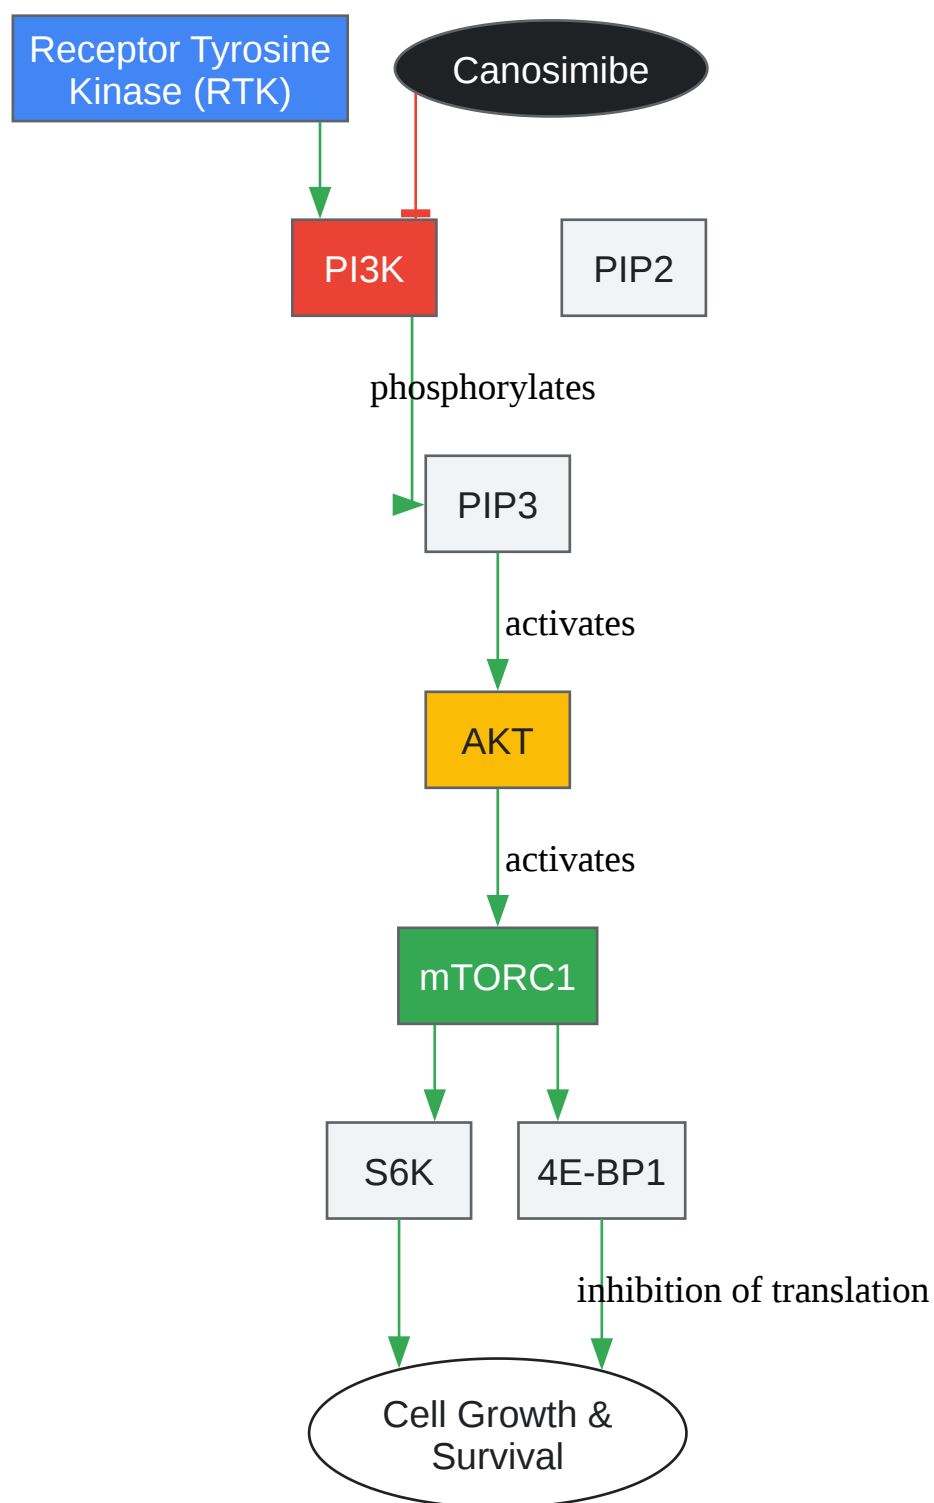 Receptor Tyrosine
Kinase (RTK)
Canosimibe
PI3K
PIP2
phosphorylates
PIP3
activates
AKT
activates
mTORC1
S6K
4E-BP1
inhibition of translation
Cell Growth &
Survival